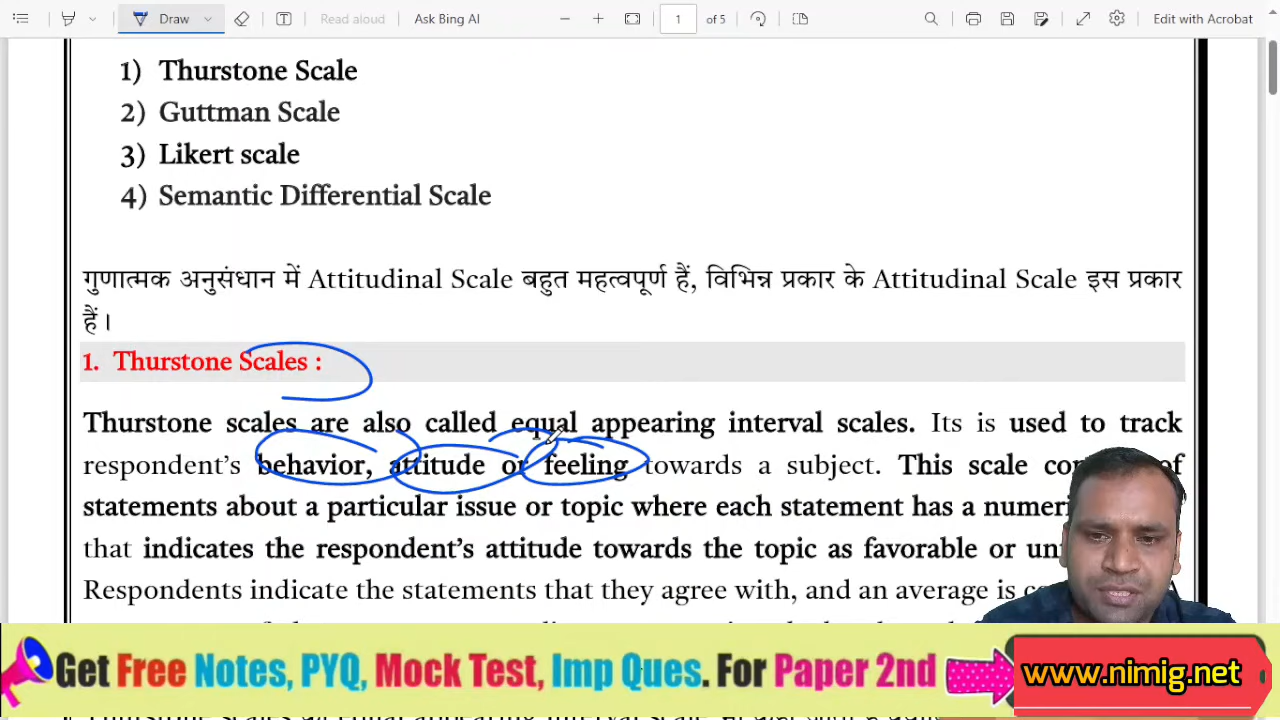 Draw
Read aloud
Ask Bing AI
1
of 5
Edit with Acrobat
1) Thurstone Scale
2) Guttman Scale
3) Likert scale
4) Semantic Differential Scale
गुणात्मक अनुसंधान में Attitudinal Scale बहुत महत्वपूर्ण हैं, विभिन्न प्रकार के Attitudinal Scale इस प्रकार
हैं।
1. Thurstone Scales :
Thurstone scales are also called equal appearing interval scales. Its is used to track
respondent's behavior, attitude or feeling towards a subject. This scale of
statements about a particular issue or topic where each statement has a
that indicates the respondent's attitude towards the topic as favorable or
Respondents indicate the statements that they agree with, and an average is
Get Free Notes, PYQ, Mock Test, Imp Ques. For Paper 2nd
www.nimig.net